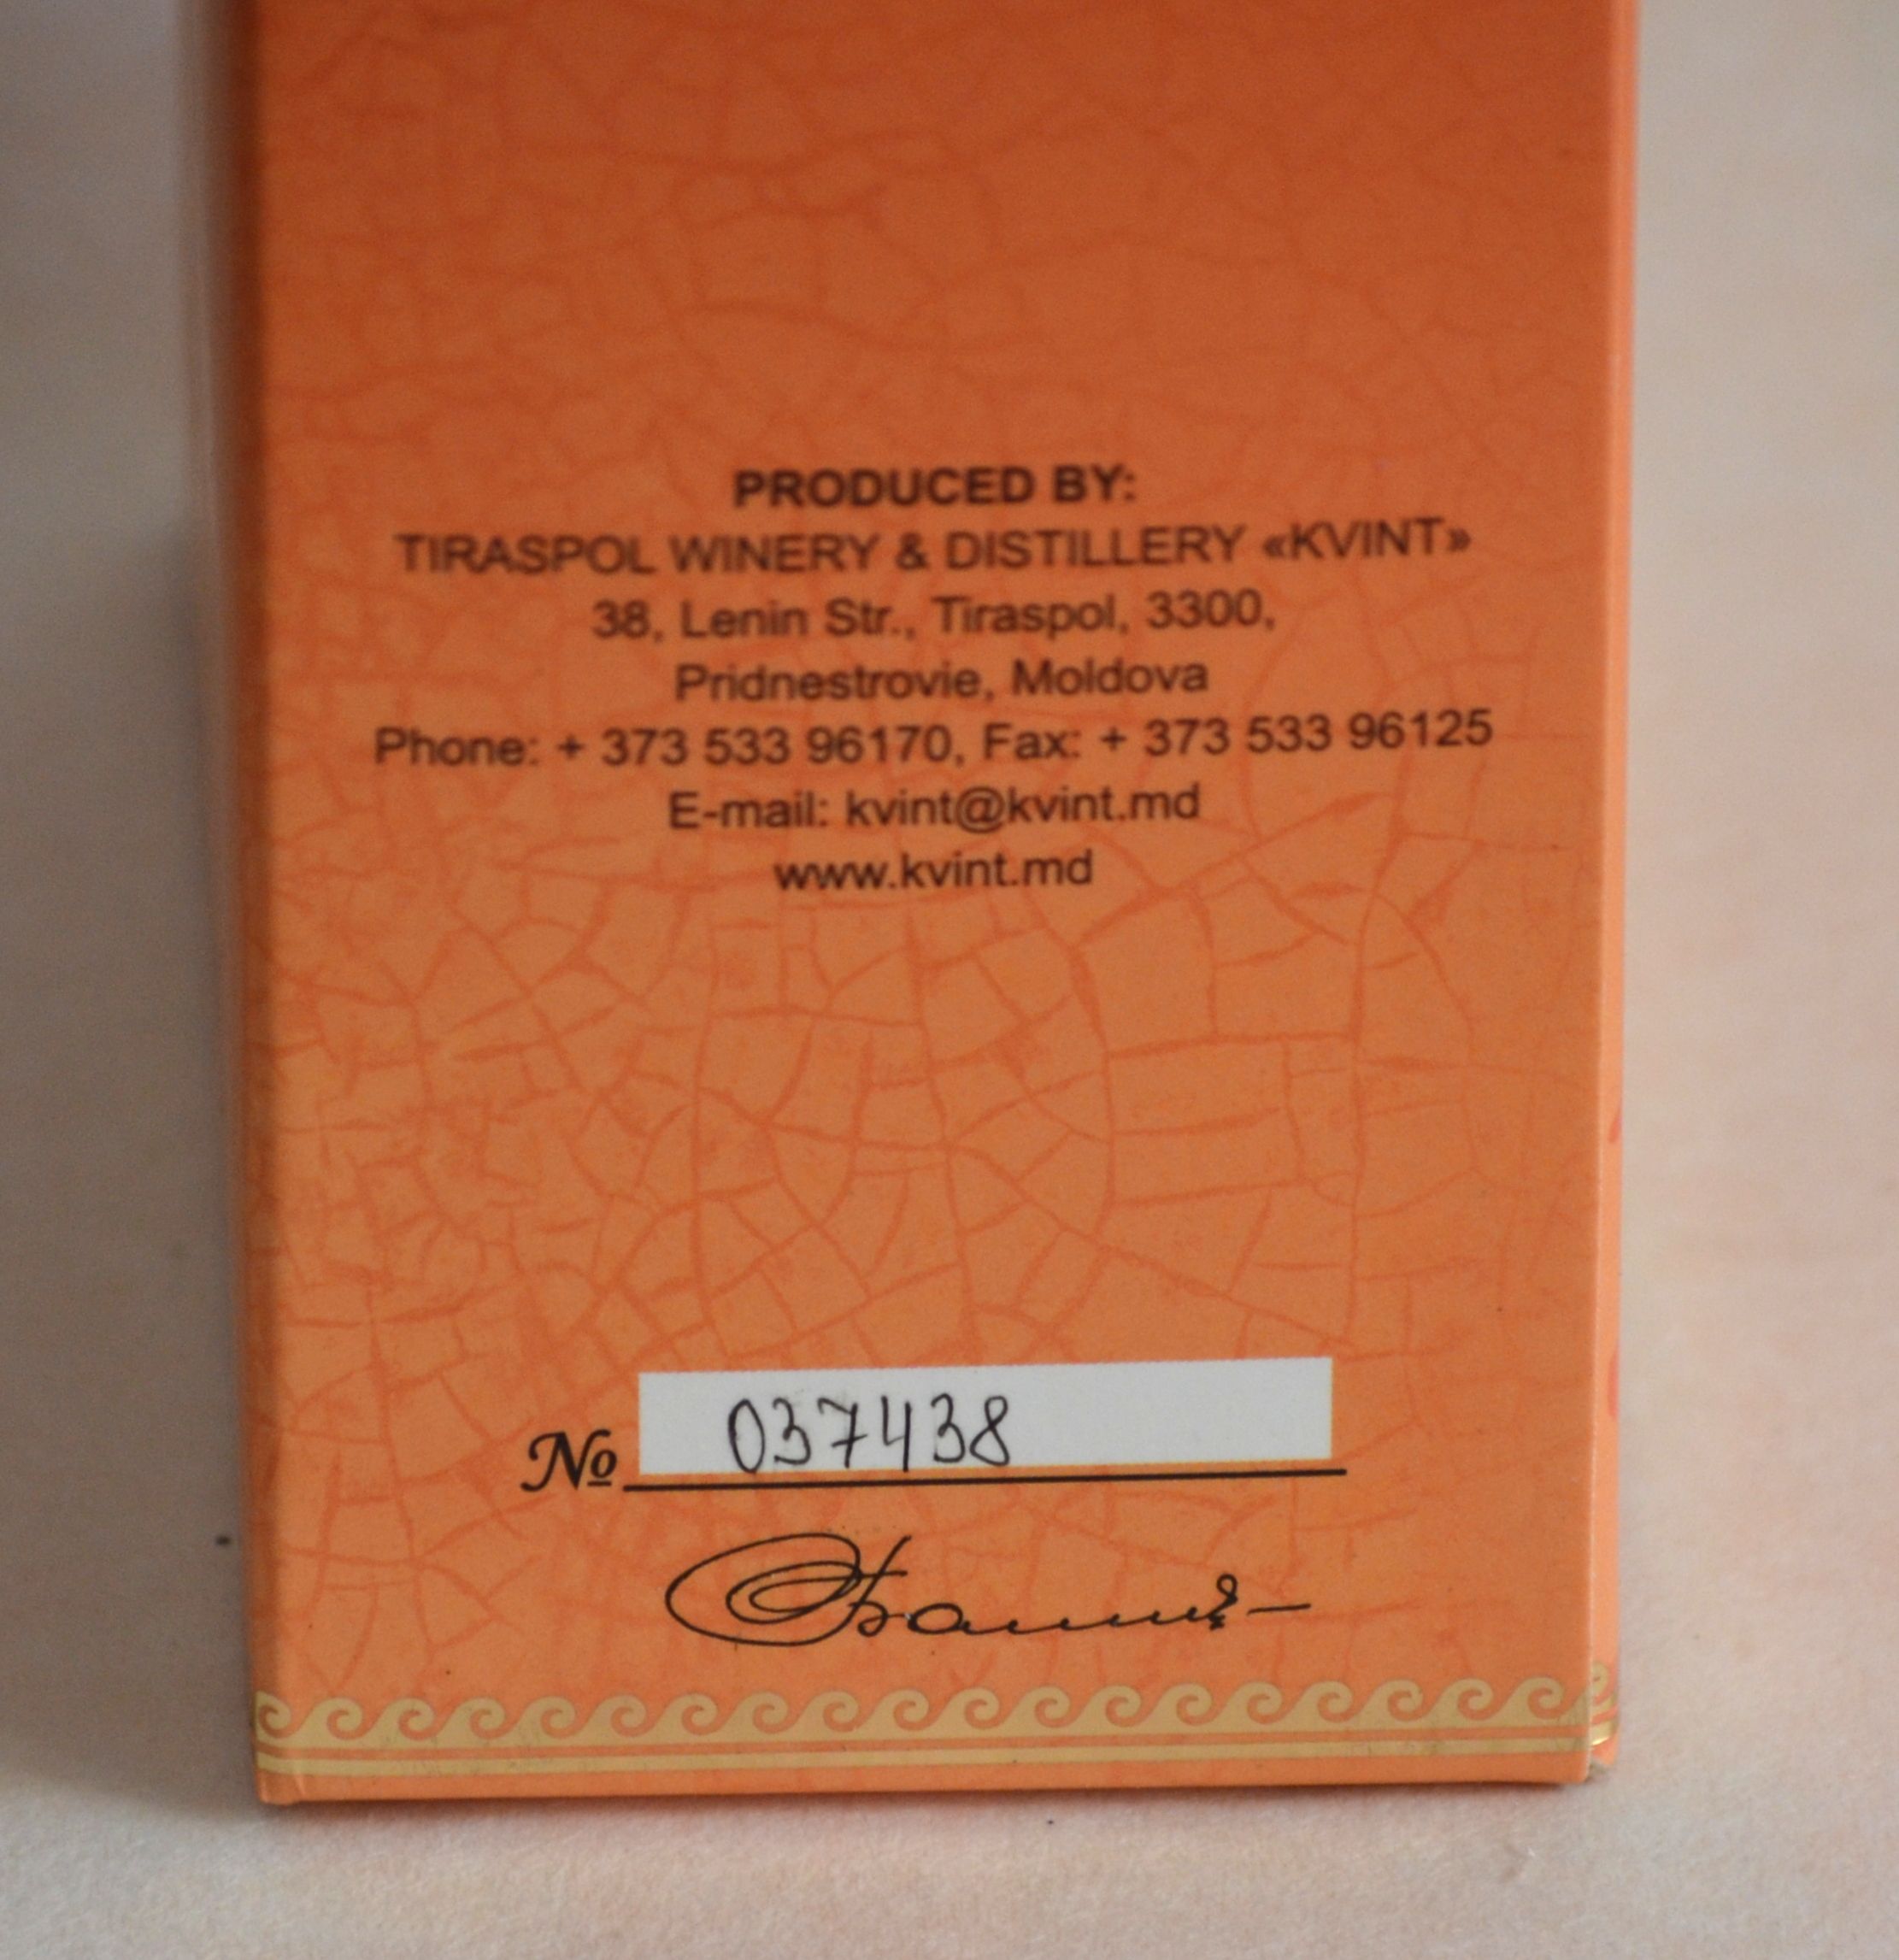 PRODUCED BY:
TIRASPOL WINERY & DISTILLERY «KVINT»
38, Lenin Str., Tiraspol, 3300,
Pridnestrovie, Moldova
Phone: + 373 533 96170, Fax: + 373 533 96125
E-mail: kvint@kvint.md
www.kvint.md
№ 037438